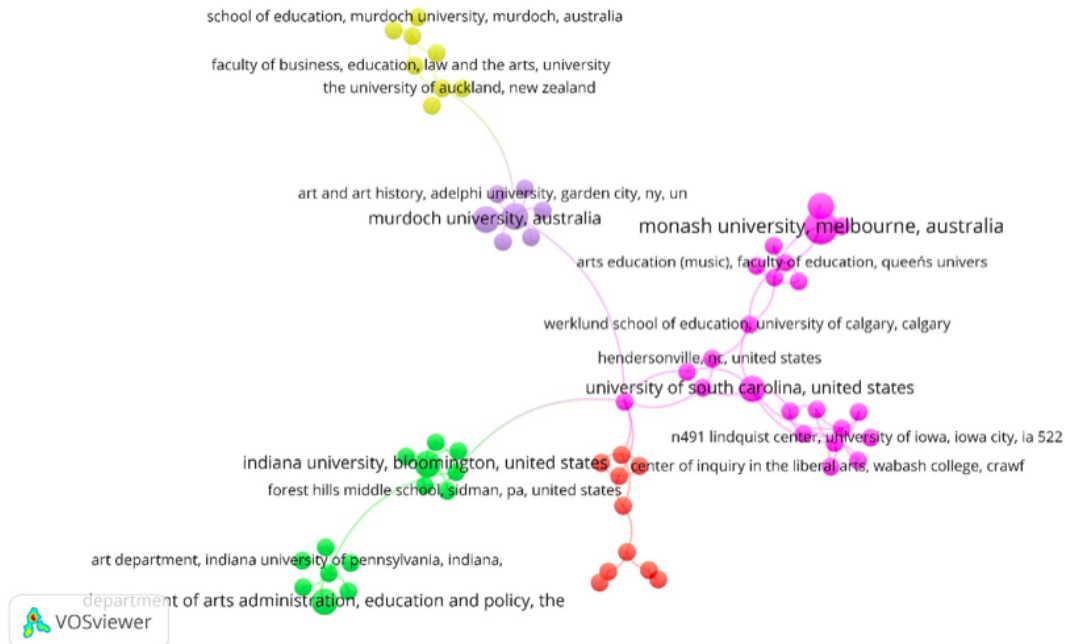 school of education, murdoch university, murdoch, australia
faculty of business, education, law and the arts, university
the university of auckland, new zealand
art and art history, adelphi university, garden city, ny, un
murdoch university, australia
monash university, melbourne, australia
arts education (music), faculty of education, queeńs univers
werklund school of education, university of calgary, calgary
hendersonville, nc, united states
university of south carolina, united states
n491 lindquist center, university of iowa, iowa city, ia 522
indiana university, bloomington, united states
center of inquiry in the liberal arts, wabash college, crawf
forest hills middle school, sidman, pa, united states
art department, indiana university of pennsylvania, indiana,
department of arts administration, education and policy, the
VOSviewer